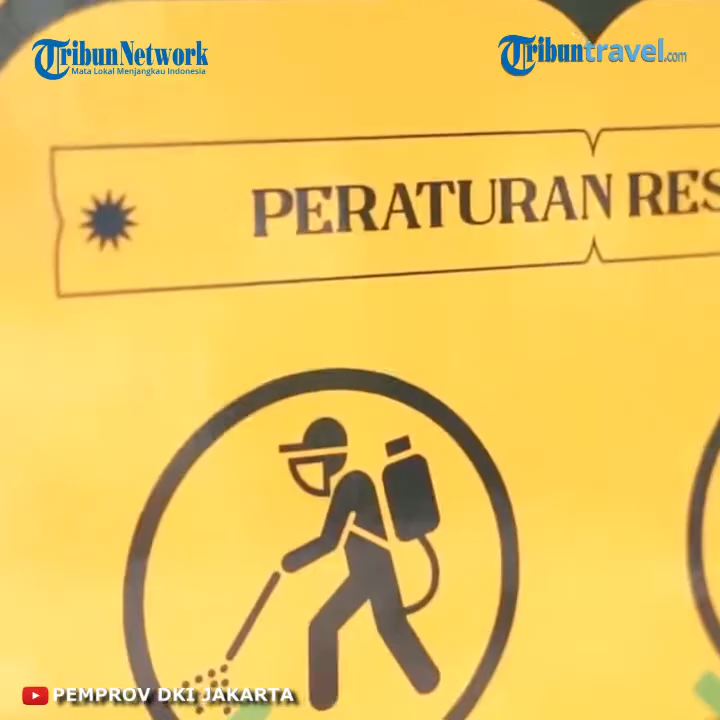 TribunNetwork
Mata Lokal Menjangkau Indonesia
Tribuntravel.com
PERATURAN RES
PEMPROV DKI JAKARTA